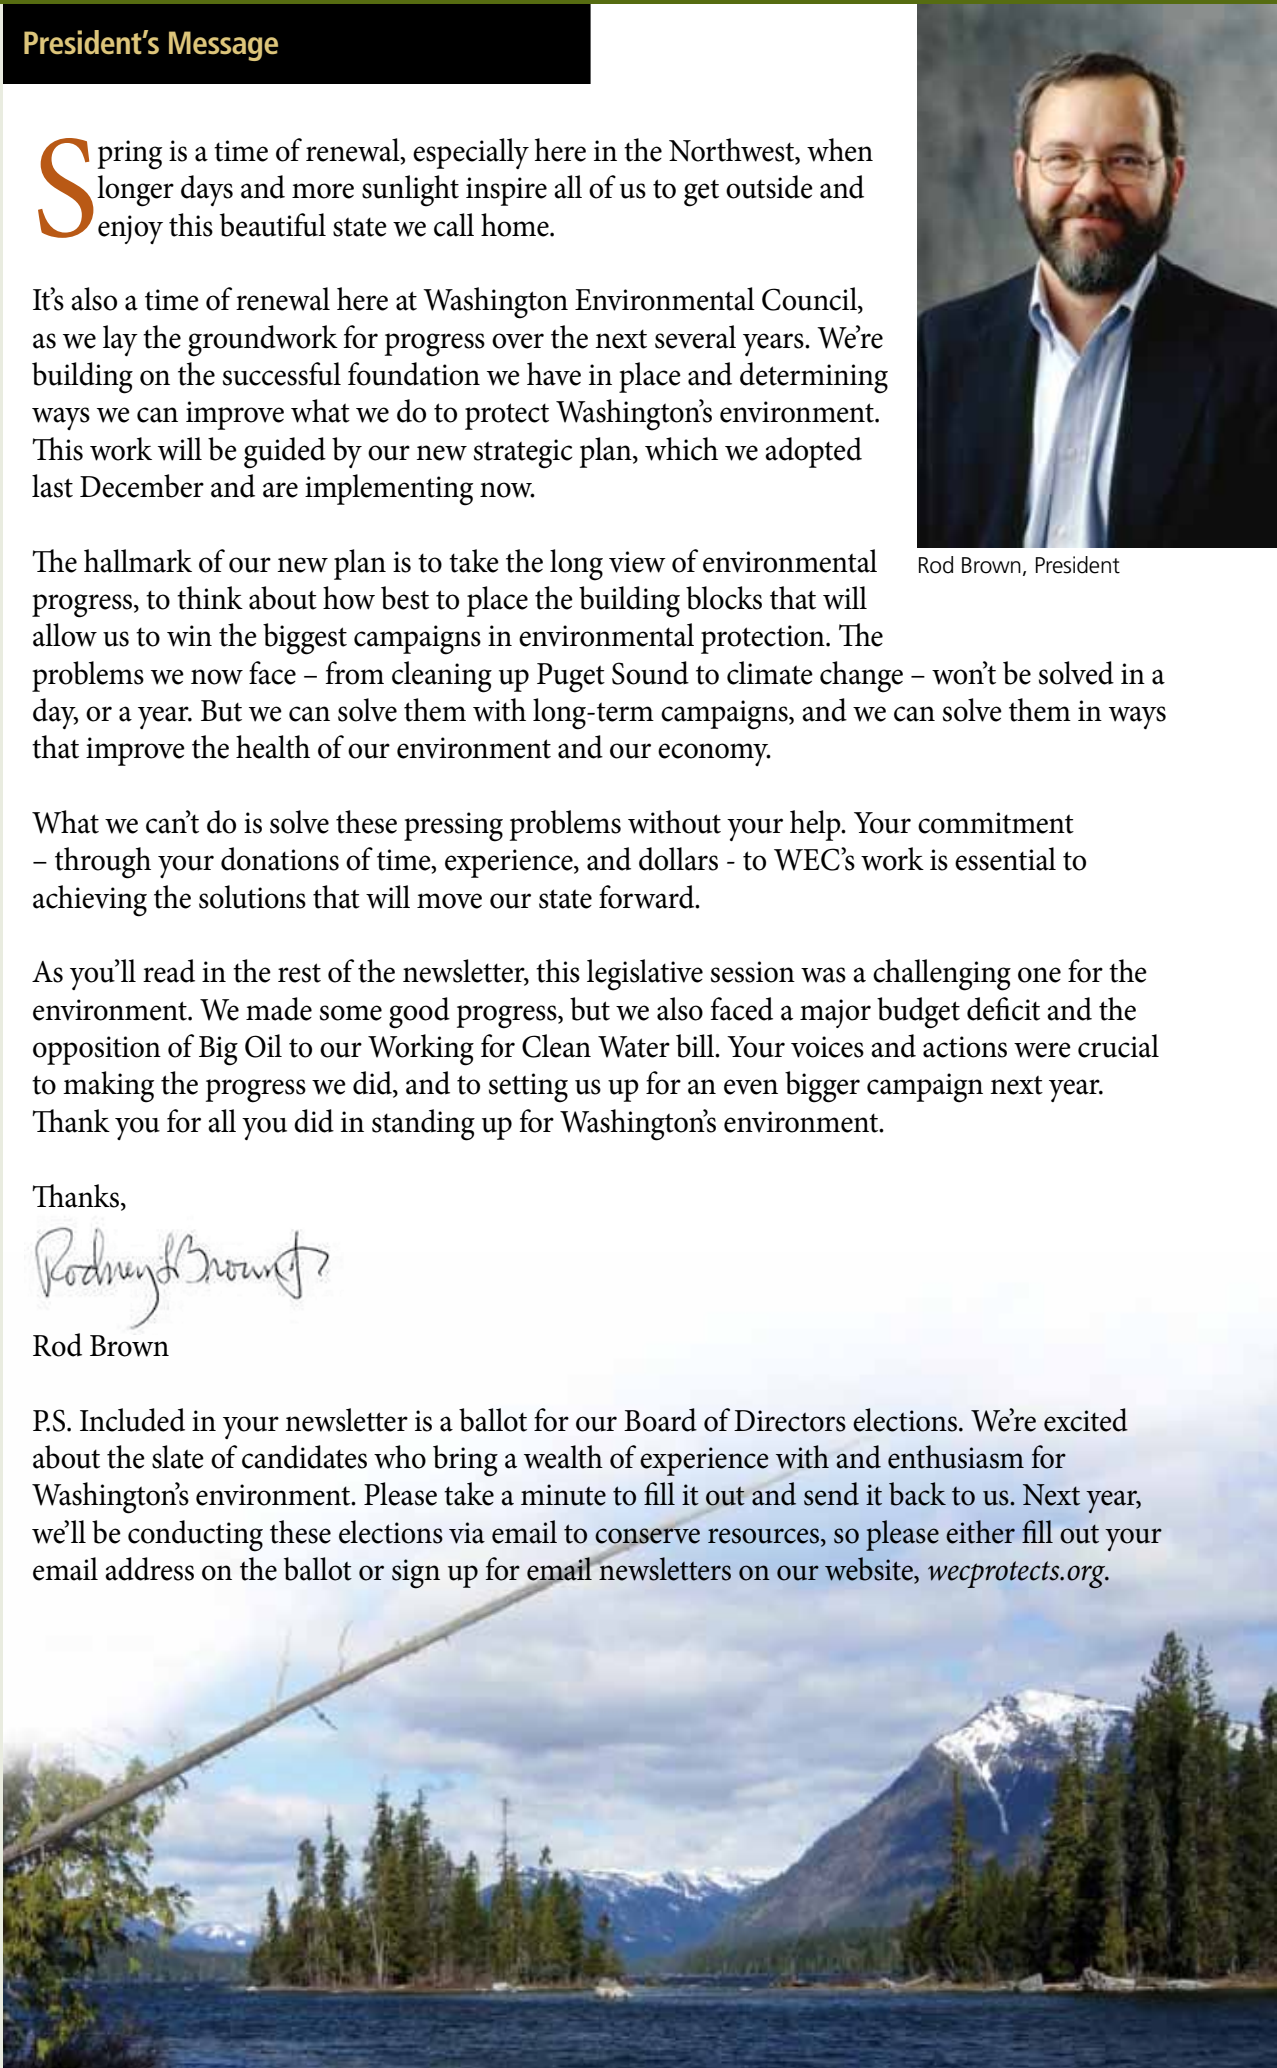 President's Message
Spring is a time of renewal, especially here in the Northwest, when
longer days and more sunlight inspire all of us to get outside and
enjoy this beautiful state we call home.
It's also a time of renewal here at Washington Environmental Council,
as we lay the groundwork for progress over the next several years. We're
building on the successful foundation we have in place and determining
ways we can improve what we do to protect Washington's environment.
This work will be guided by our new strategic plan, which we adopted
last December and are implementing now.
Rod Brown, President
The hallmark of our new plan is to take the long view of environmental
progress, to think about how best to place the building blocks that will
allow us to win the biggest campaigns in environmental protection. The
problems we now face – from cleaning up Puget Sound to climate change – won't be solved in a
day, or a year. But we can solve them with long-term campaigns, and we can solve them in ways
that improve the health of our environment and our economy.
What we can't do is solve these pressing problems without your help. Your commitment
– through your donations of time, experience, and dollars - to WEC's work is essential to
achieving the solutions that will move our state forward.
As you'll read in the rest of the newsletter, this legislative session was a challenging one for the
environment. We made some good progress, but we also faced a major budget deficit and the
opposition of Big Oil to our Working for Clean Water bill. Your voices and actions were crucial
to making the progress we did, and to setting us up for an even bigger campaign next year.
Thank you for all you did in standing up for Washington's environment.
Thanks,
Rodney L Brown Jr
Rod Brown
P.S. Included in your newsletter is a ballot for our Board of Directors elections. We're excited
about the slate of candidates who bring a wealth of experience with and enthusiasm for
Washington's environment. Please take a minute to fill it out and send it back to us. Next year,
we'll be conducting these elections via email to conserve resources, so please either fill out your
email address on the ballot or sign up for email newsletters on our website, wecprotects.org.